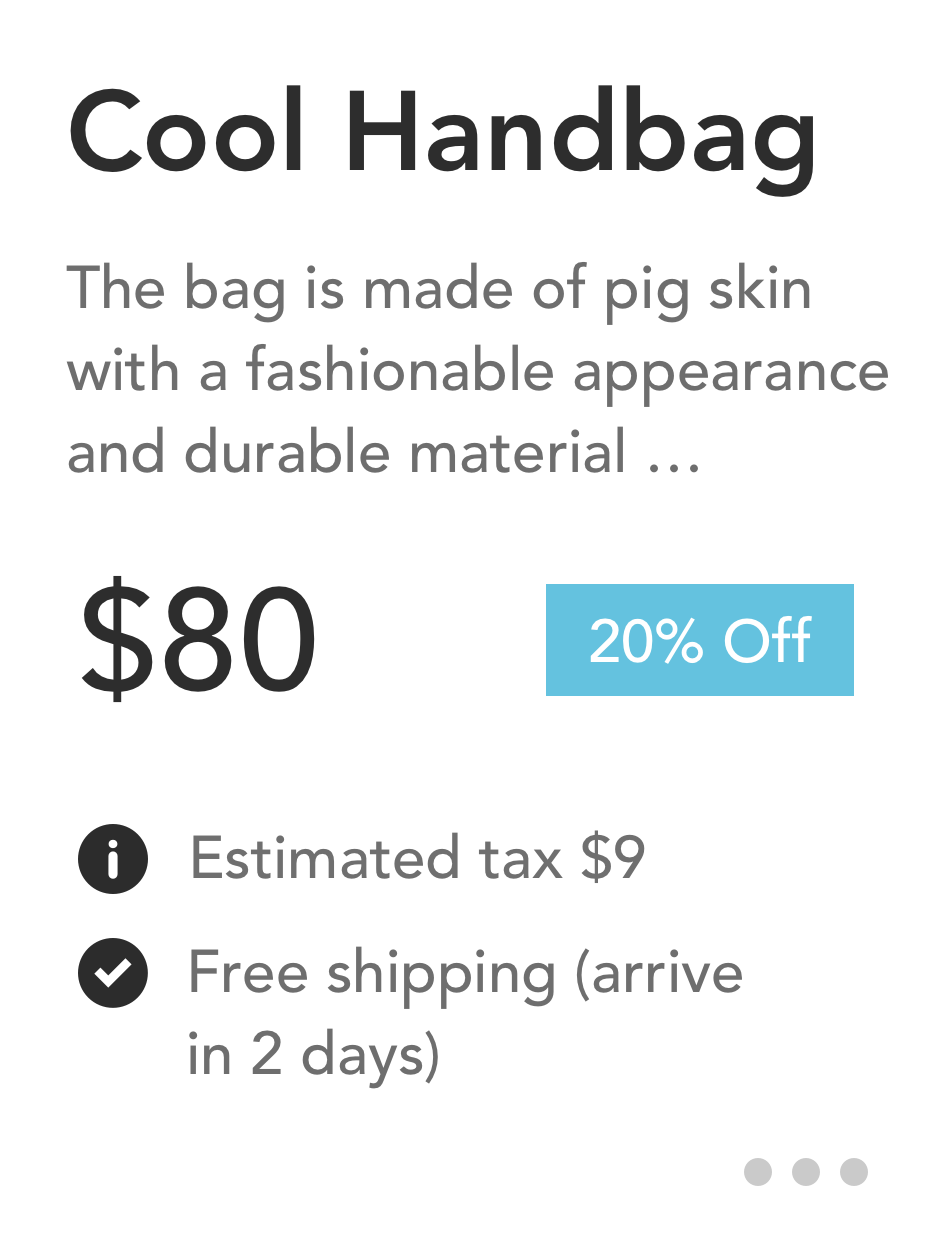 Cool Handbag
The bag is made of pig skin
with a fashionable appearance
and durable material …
$80
20% Off
Estimated tax $9
Free shipping (arrive
in 2 days)